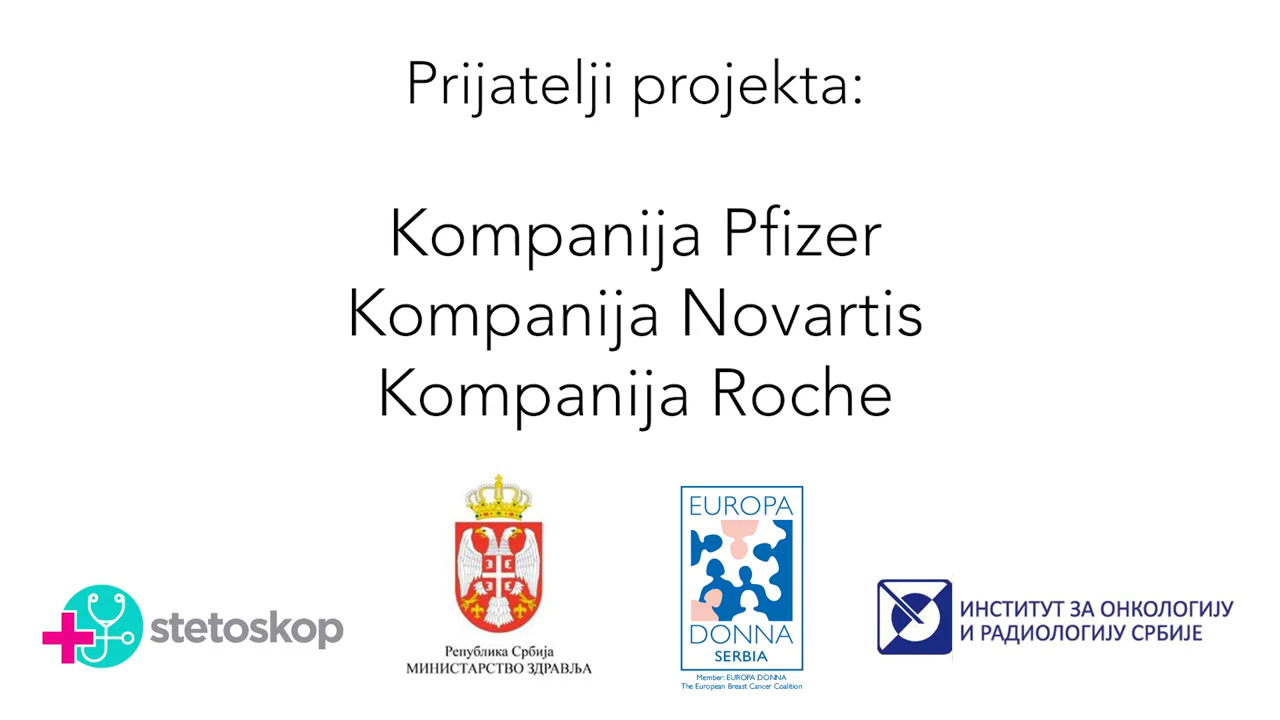 Prijatelji projekta:
Kompanija Pfizer
Kompanija Novartis
Kompanija Roche
stetoskop
Република Србија
МИНИСТАРСТВО ЗДРАВЉА
EUROPA
DONNA
SERBIA
Member: EUROPA DONNA
The European Breast Cancer Coalition
ИНСТИТУТ ЗА ОНКОЛОГИЈУ
И РАДИОЛОГИЈУ СРБИЈЕ